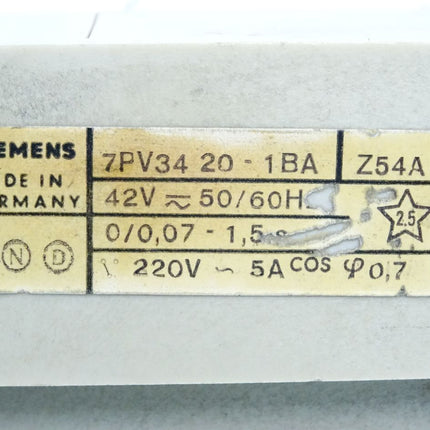 EMENS
7PV34 20-1BA
Z54A
DE IN
ERMANY
42V ≂ 50/60H
0/0,07-1,5
2.5
N D
220V ~ 5A cos φ 0,7